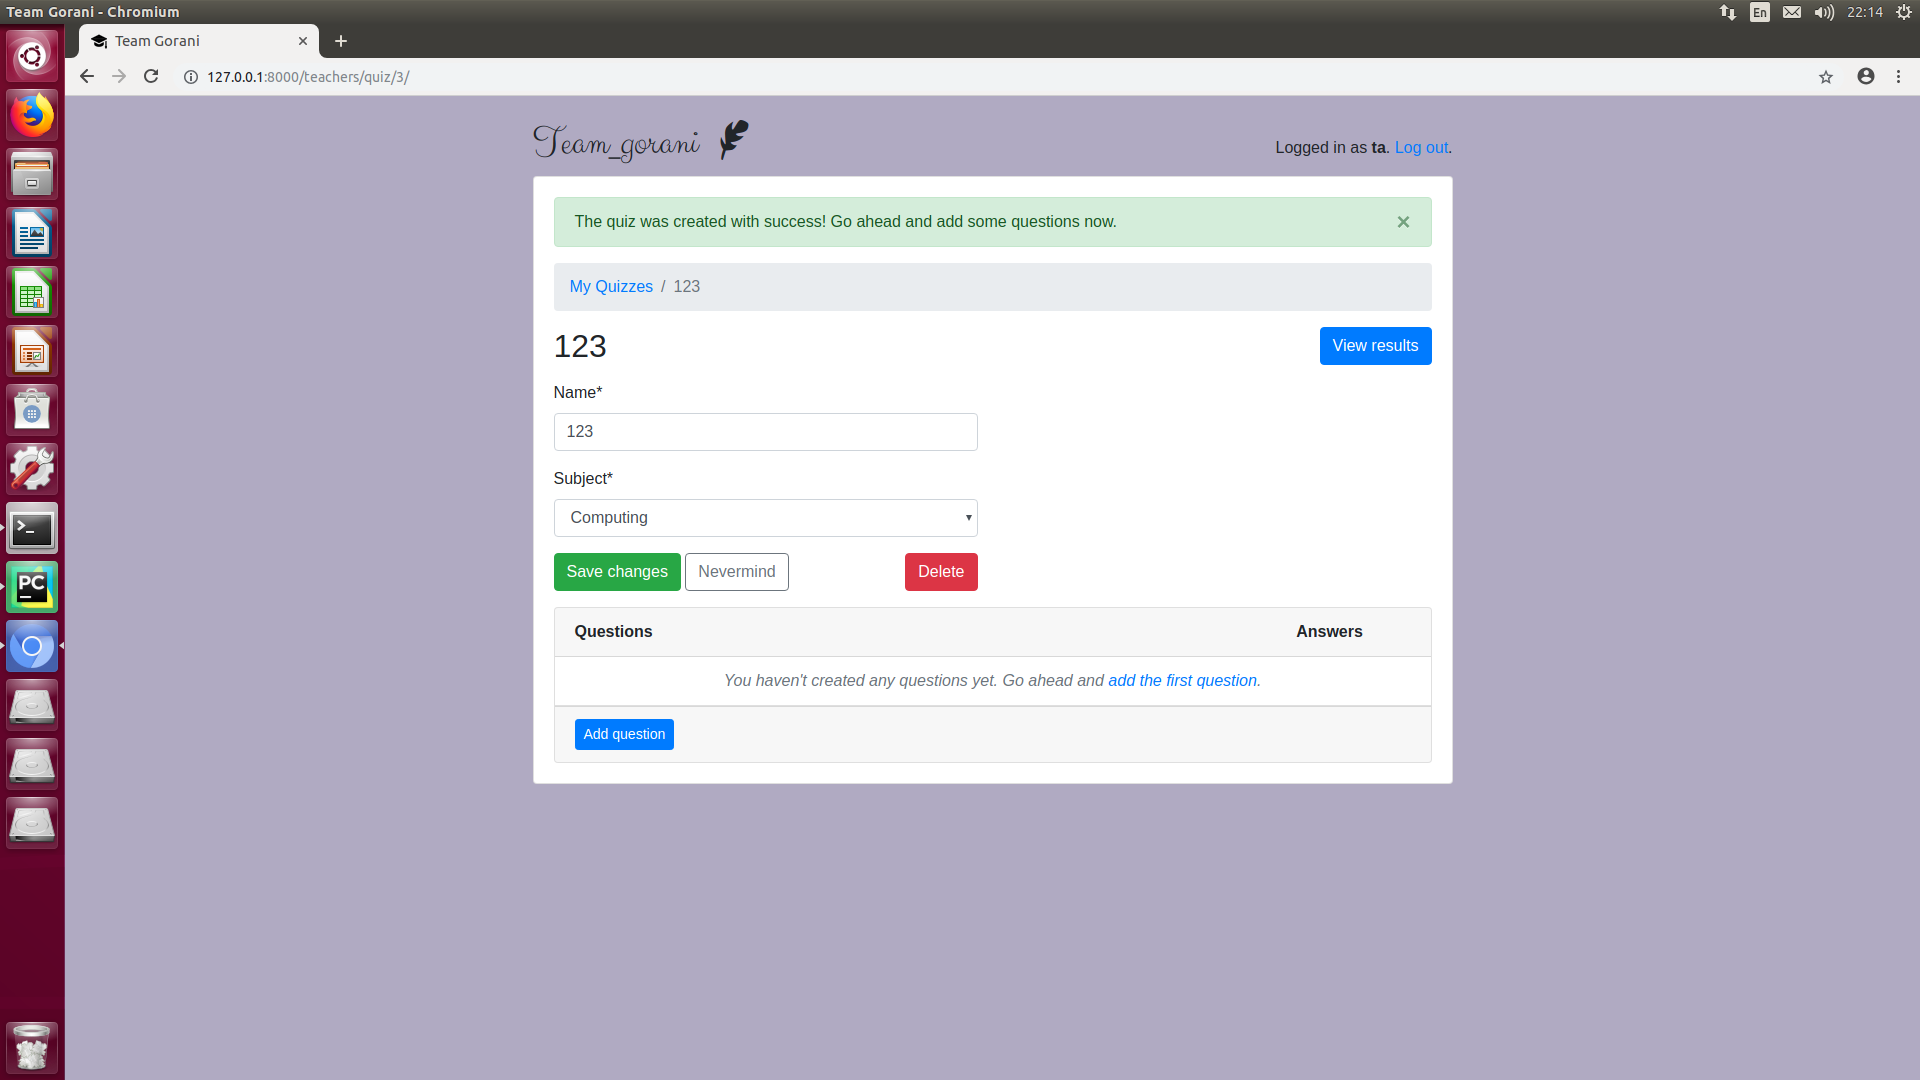 Team Gorani - Chromium
En
22:14
Team Gorani
127.0.0.1:8000/teachers/quiz/3/
Team_gorani
Logged in as ta. Log out.
The quiz was created with success! Go ahead and add some questions now.
My Quizzes / 123
123
View results
Name*
123
Subject*
Computing
Save changes
Nevermind
Delete
Questions
Answers
You haven't created any questions yet. Go ahead and add the first question.
Add question
PC